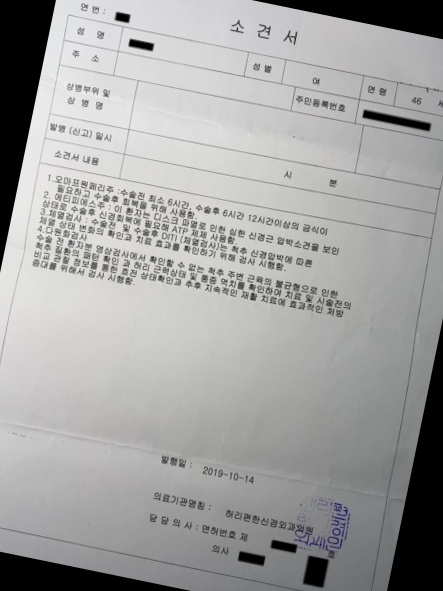 연 번 :
소 견 서
성 명
주 소 성 별 여 연 령 46 세
주민등록번호
상병부위 및
상 병 명
발병 (신고) 일시
시 분
소견서 내용
1.오마프원페리주 :수술전 최소 6시간, 수술후 6시간 12시간이상의 금식이
필요하고 수술후 회복을 위해 사용함.
2. 에티피에스주 : 이 환자는 디스크 파열로 인한 심한 신경근 압박소견을 보인
상태로 수술후 신경회복에 필요해 ATP 제제 사용함.
3.체열검사 : 수술전 및 수술후 DITI (체열검사)는 척추 신경압박에 따른
체열 상태 변화의 확인과 치료 효과를 확인하기 위해 검사 시행함.
4.다원화검사
수술 전 환자분 영상검사에서 확인할 수 없는 척추 주변 근육의 불균형으로 인한
척추 질환의 패턴 확인 과 허리 근력상태 및 통증 역치를 확인하여 치료 및 시술전의
비교 관찰 정보를 통한 호전 상태확인과 추후 지속적인 재활 치료에 효과적인 처방
증대를 위해서 검사 시행함.
발행일 : 2019-10-14
의료기관명칭 : 허리편한신경외과의원
담 당 의 사 : 면허번호 제 호
의사